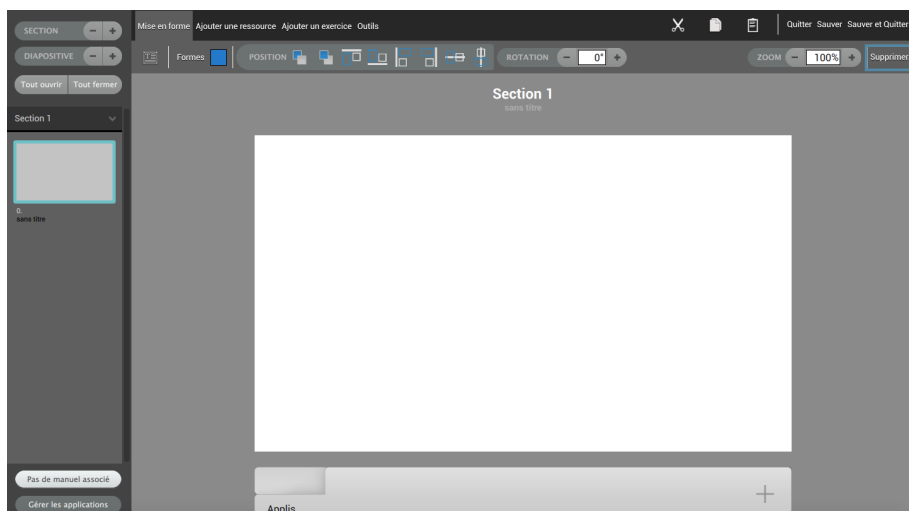 SECTION − +
DIAPOSITIVE − +
Tout ouvrir Tout fermer
Section 1
0.
sans titre
Pas de manuel associé
Gérer les applications
Mise en forme Ajouter une ressource Ajouter un exercice Outils
Quitter Sauver Sauver et Quitter
Formes
POSITION
ROTATION − 0° +
ZOOM − 100% +
Supprimer
Section 1
sans titre
Applis